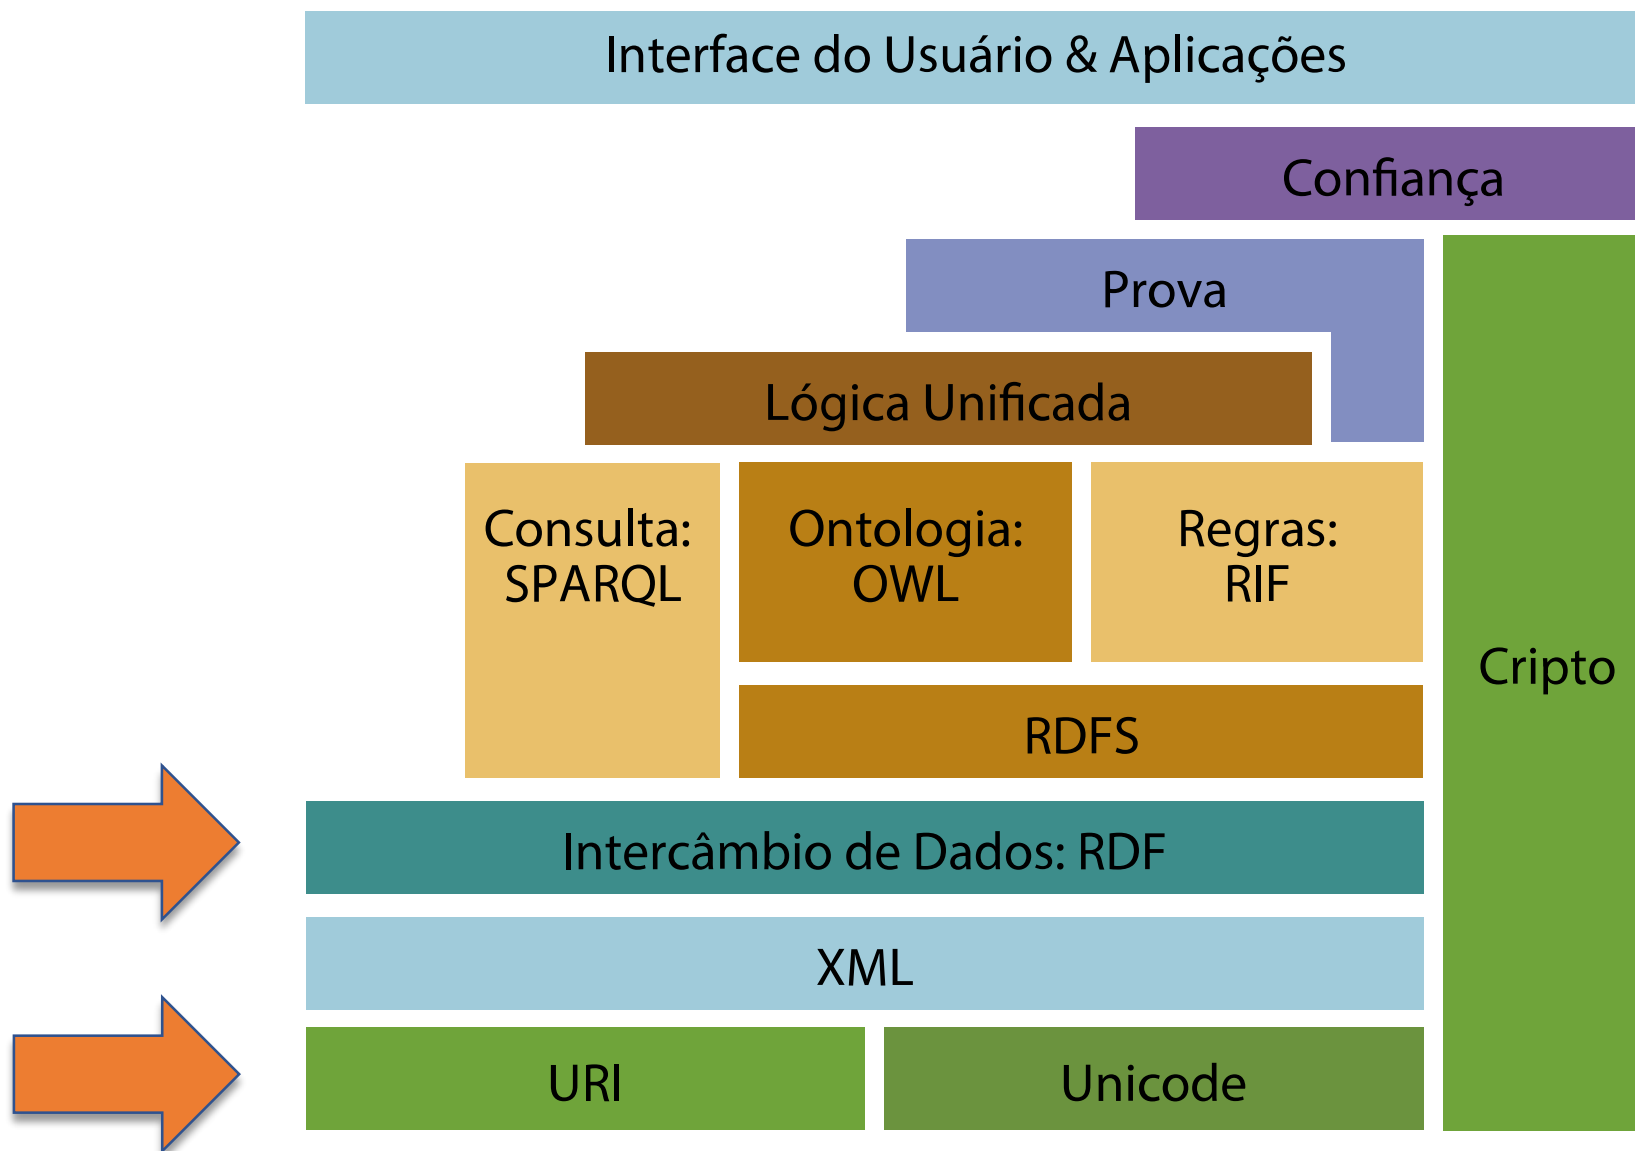 Interface do Usuário & Aplicações
Confiança
Prova
Lógica Unificada
Consulta:
SPARQL
Ontologia:
OWL
Regras:
RIF
Cripto
RDFS
Intercâmbio de Dados: RDF
XML
URI
Unicode